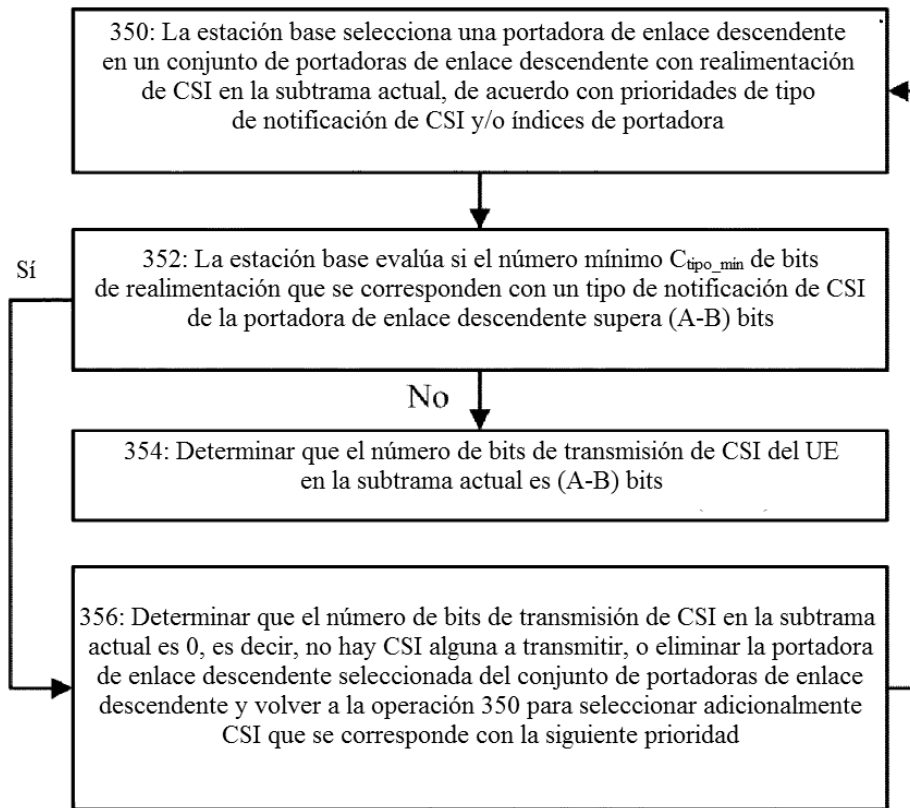 350: La estación base selecciona una portadora de enlace descendente
en un conjunto de portadoras de enlace descendente con realimentación
de CSI en la subtrama actual, de acuerdo con prioridades de tipo
de notificación de CSI y/o índices de portadora
Sí
352: La estación base evalúa si el número mínimo Ctipo_min de bits
de realimentación que se corresponden con un tipo de notificación de CSI
de la portadora de enlace descendente supera (A-B) bits
No
354: Determinar que el número de bits de transmisión de CSI del UE
en la subtrama actual es (A-B) bits
356: Determinar que el número de bits de transmisión de CSI en la subtrama
actual es 0, es decir, no hay CSI alguna a transmitir, o eliminar la portadora
de enlace descendente seleccionada del conjunto de portadoras de enlace
descendente y volver a la operación 350 para seleccionar adicionalmente
CSI que se corresponde con la siguiente prioridad